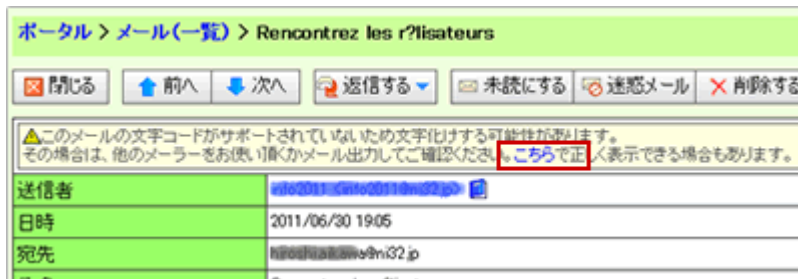 ポータル > メール(一覧) > Rencontrez les r?lisateurs
閉じる 前へ 次へ 返信する 未読にする 迷惑メール 削除する
このメールの文字コードがサポートされていないため文字化けする可能性があります。
その場合は、他のメーラーをお使い頂くかメール出力してご確認ください。こちらで正しく表示できる場合もあります。
送信者
日時 2011/06/30 19:05
宛先